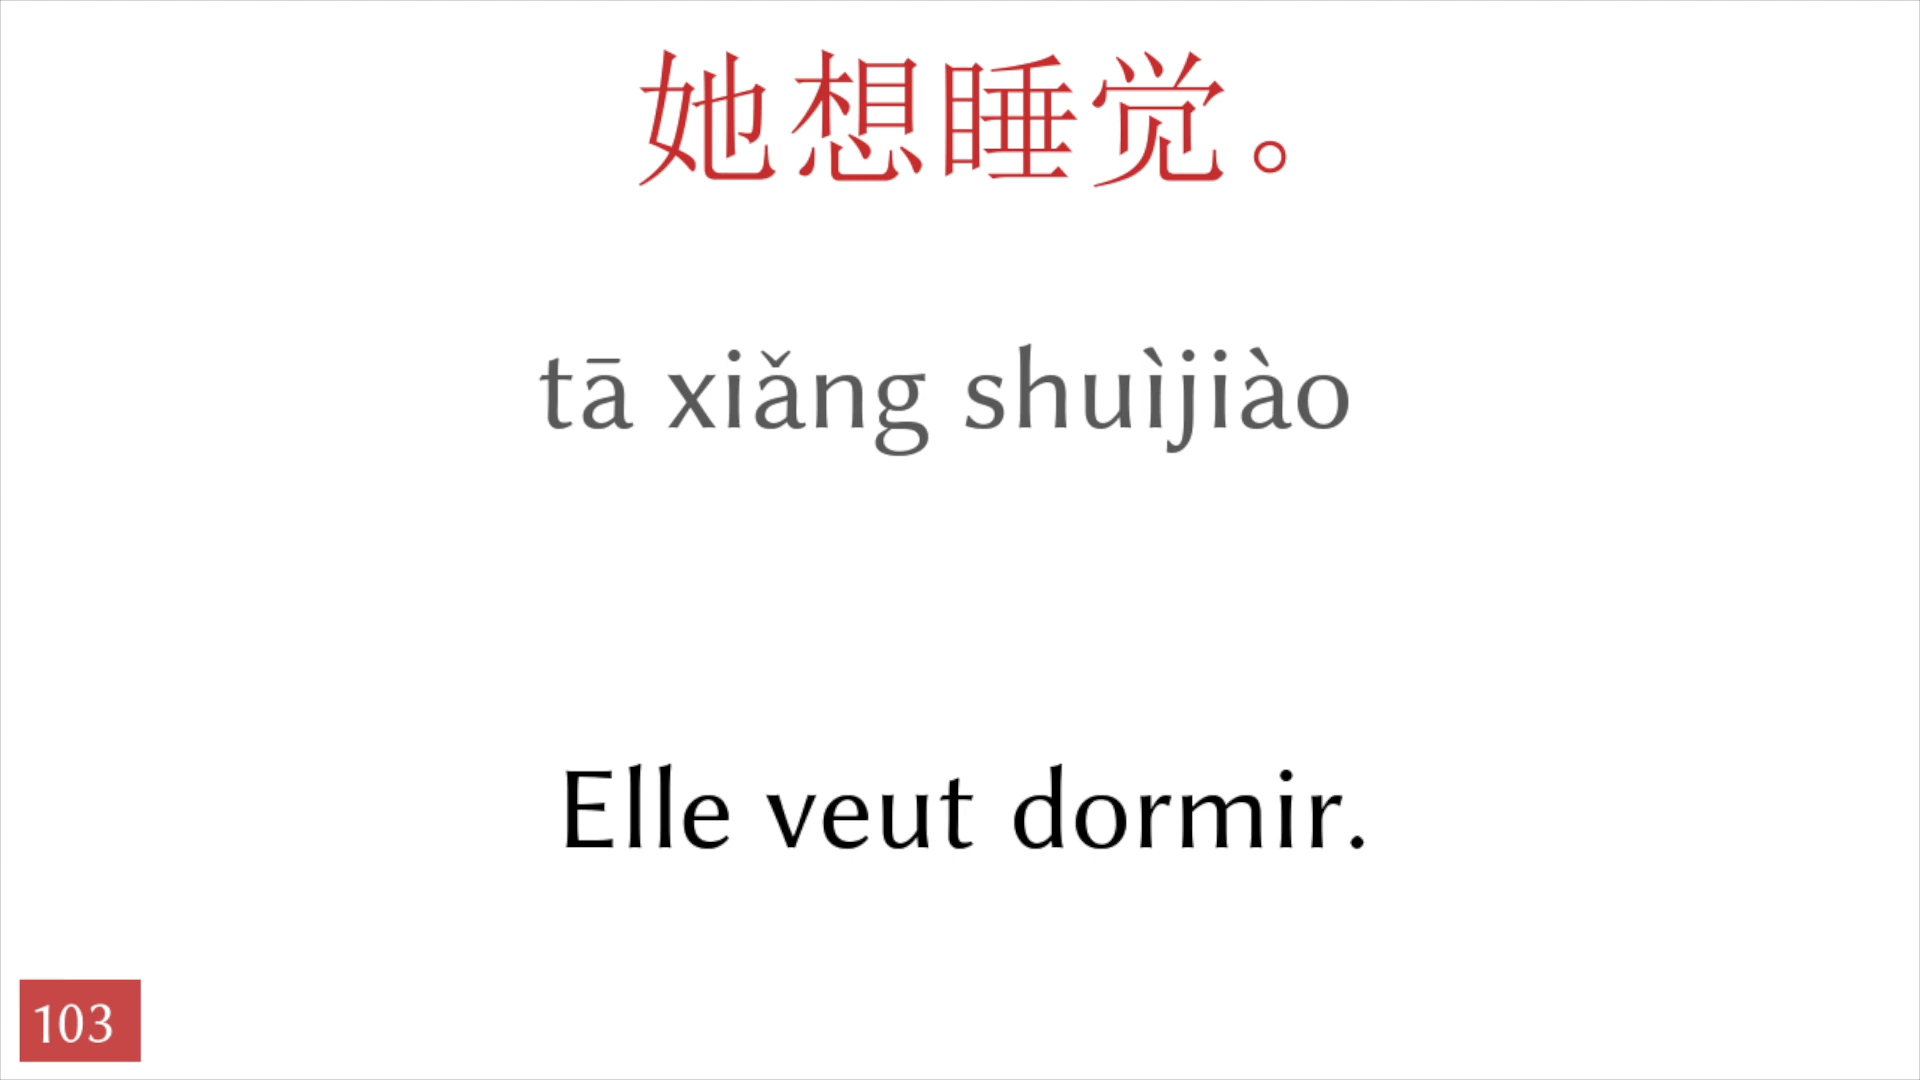 她想睡觉。
tā xiǎng shuìjiào
Elle veut dormir.
103